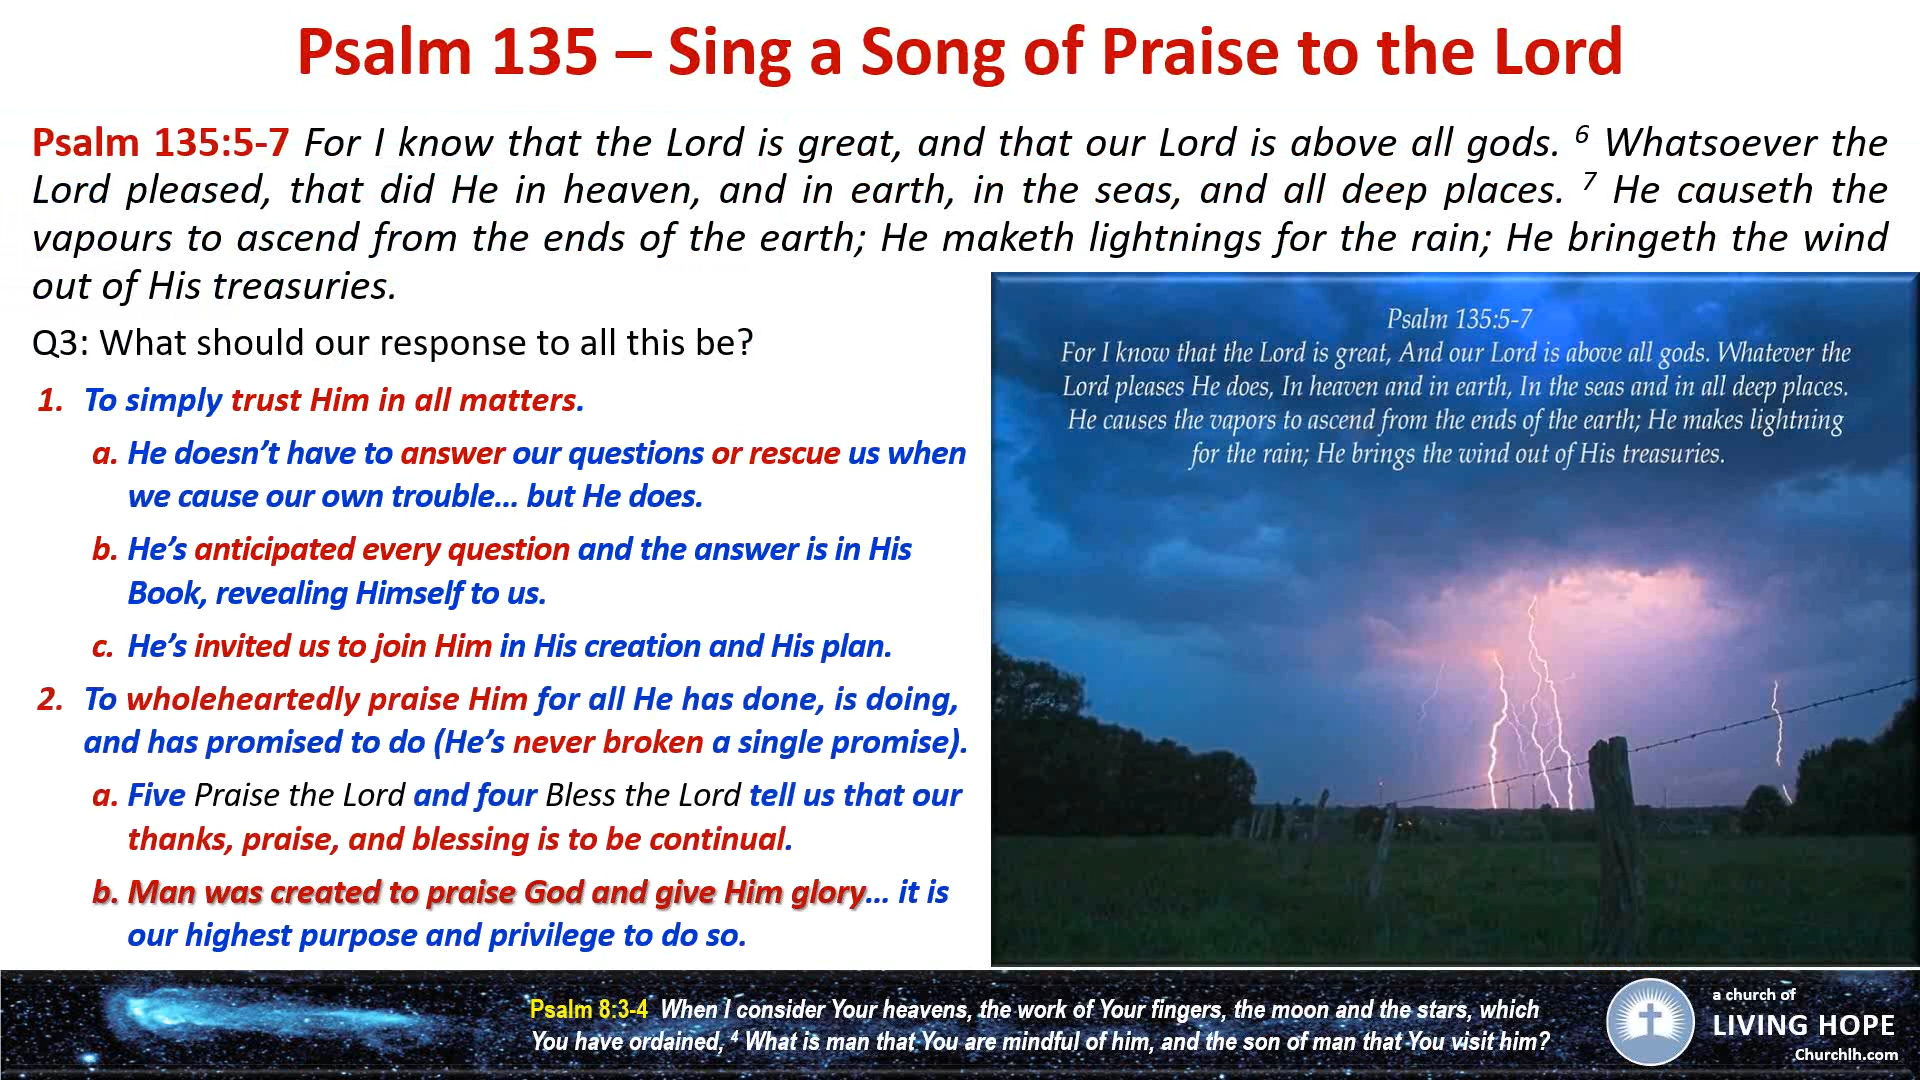 Psalm 135 – Sing a Song of Praise to the Lord
Psalm 135:5-7 For I know that the Lord is great, and that our Lord is above all gods. 6 Whatsoever the
Lord pleased, that did He in heaven, and in earth, in the seas, and all deep places. 7 He causeth the
vapours to ascend from the ends of the earth; He maketh lightnings for the rain; He bringeth the wind
out of His treasuries.
Q3: What should our response to all this be?
1. To simply trust Him in all matters.
a. He doesn’t have to answer our questions or rescue us when
we cause our own trouble... but He does.
b. He’s anticipated every question and the answer is in His
Book, revealing Himself to us.
c. He’s invited us to join Him in His creation and His plan.
2. To wholeheartedly praise Him for all He has done, is doing,
and has promised to do (He’s never broken a single promise).
a. Five Praise the Lord and four Bless the Lord tell us that our
thanks, praise, and blessing is to be continual.
b. Man was created to praise God and give Him glory... it is
our highest purpose and privilege to do so.
Psalm 135:5-7
For I know that the Lord is great, And our Lord is above all gods. Whatever the
Lord pleases He does, In heaven and in earth, In the seas and in all deep places.
He causes the vapors to ascend from the ends of the earth; He makes lightning
for the rain; He brings the wind out of His treasuries.
Psalm 8:3-4 When I consider Your heavens, the work of Your fingers, the moon and the stars, which
You have ordained, 4 What is man that You are mindful of him, and the son of man that You visit him?
a church of
LIVING HOPE
Churchlh.com